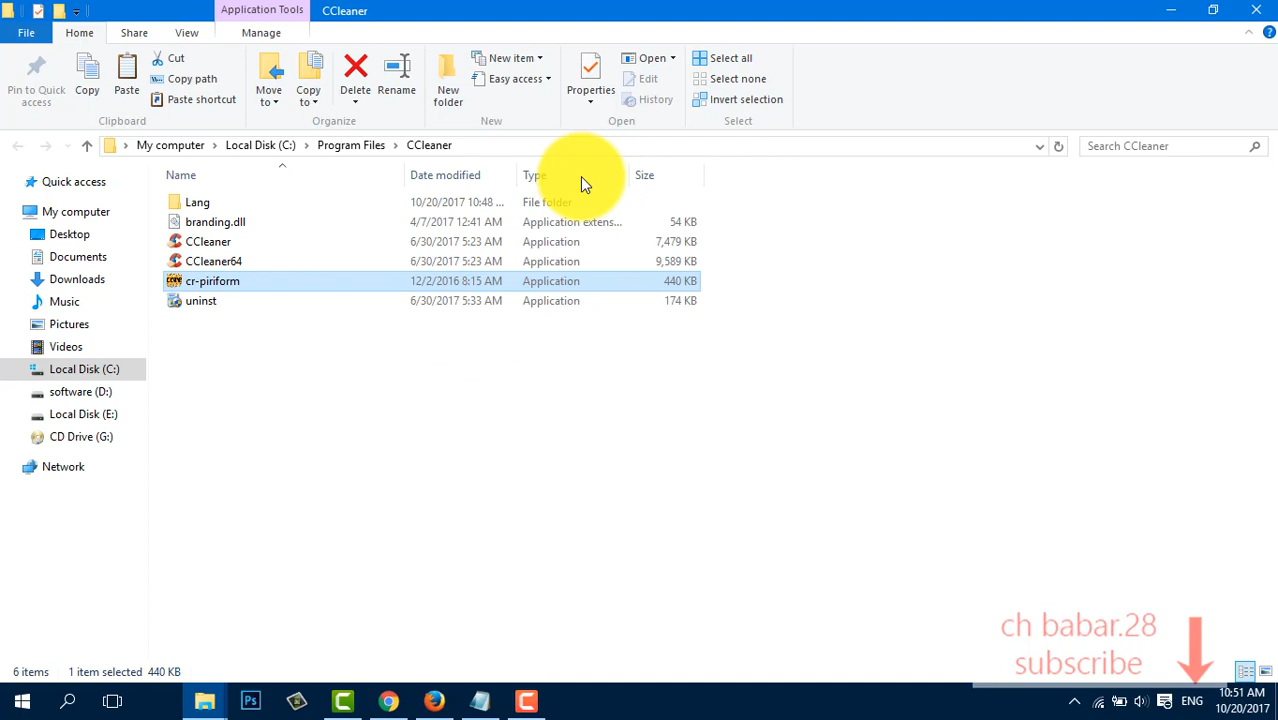 Application Tools CCleaner
File Home Share View Manage
Pin to Quick access
Copy
Paste
Cut
Copy path
Paste shortcut
Clipboard
Move to
Copy to
Delete
Rename
Organize
New folder
New item
Easy access
New
Properties
Open
Edit
History
Open
Select all
Select none
Invert selection
Select
My computer Local Disk (C:) Program Files CCleaner
Search CCleaner
Quick access
My computer
Desktop
Documents
Downloads
Music
Pictures
Videos
Local Disk (C:)
software (D:)
Local Disk (E:)
CD Drive (G:)
Network
Name Date modified Type Size
Lang 10/20/2017 10:48 ... File folder
branding.dll 4/7/2017 12:41 AM Application extens... 54 KB
CCleaner 6/30/2017 5:23 AM Application 7,479 KB
CCleaner64 6/30/2017 5:23 AM Application 9,589 KB
CODE cr-piriform 12/2/2016 8:15 AM Application 440 KB
uninst 6/30/2017 5:33 AM Application 174 KB
ch babar.28
subscribe
6 items 1 item selected 440 KB
Ps
ENG
10:51 AM
10/20/2017